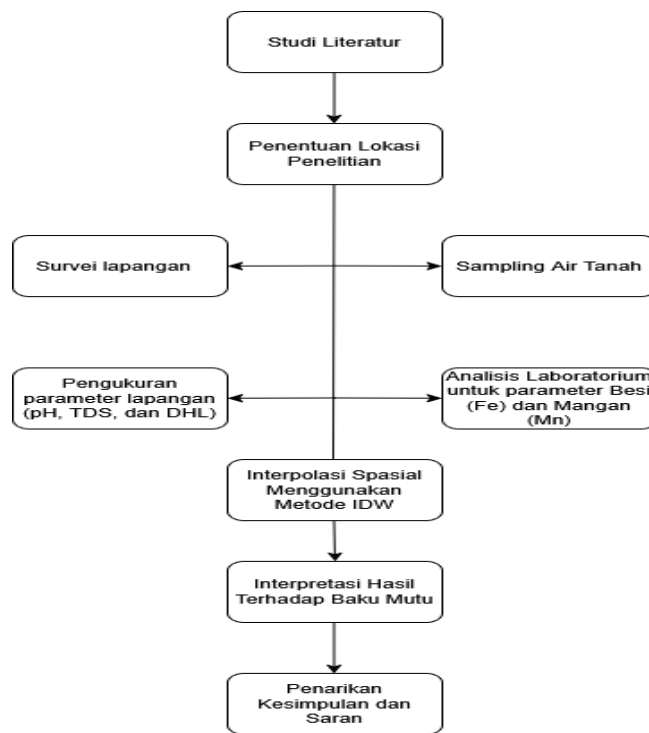 Studi Literatur
Penentuan Lokasi
Penelitian
Survei lapangan
Sampling Air Tanah
Pengukuran
parameter lapangan
(pH, TDS, dan DHL)
Analisis Laboratorium
untuk parameter Besi
(Fe) dan Mangan
(Mn)
Interpolasi Spasial
Menggunakan
Metode IDW
Interpretasi Hasil
Terhadap Baku Mutu
Penarikan
Kesimpulan dan
Saran